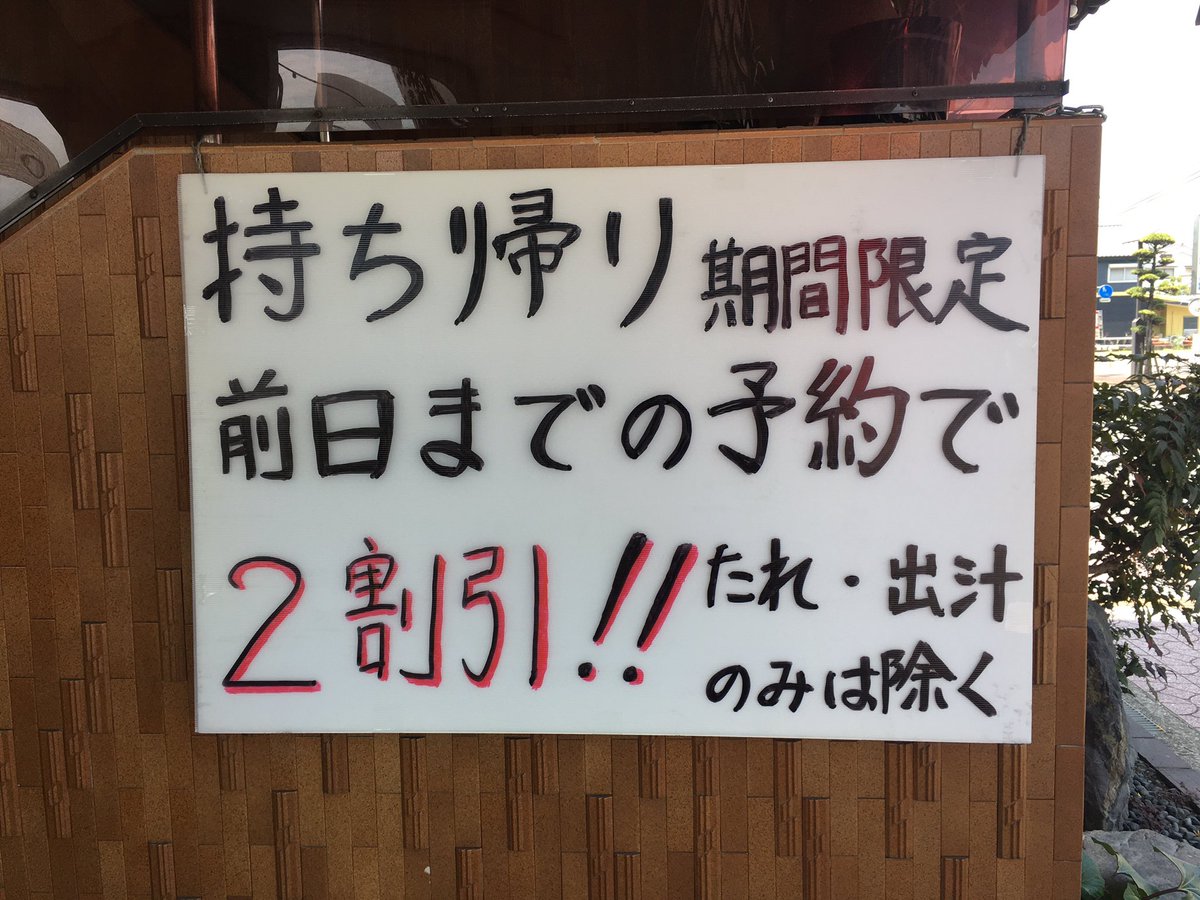 持ち帰り 期間限定
前日までの予約で
2割引!! たれ・出汁
のみは除く